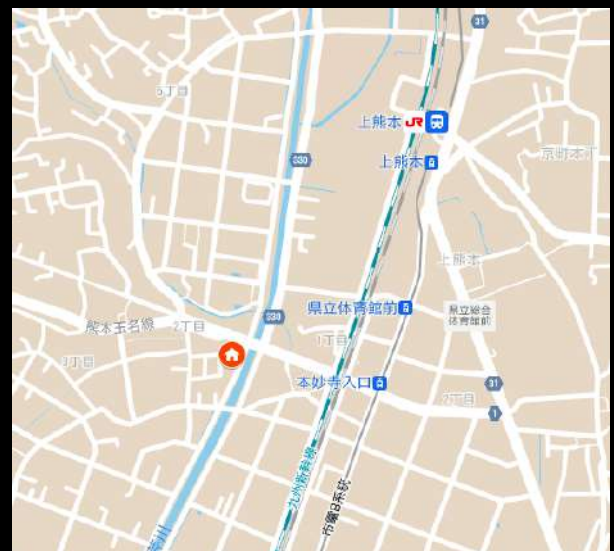 31
5丁目
上熊本 JR
330
上熊本
京町本丁
上熊本
県立体育館前
県立総合
体育館前
330
熊本玉名線
2丁目
1丁目
3丁目
本妙寺入口
31
2丁目
1
九州新幹線
市電B系統